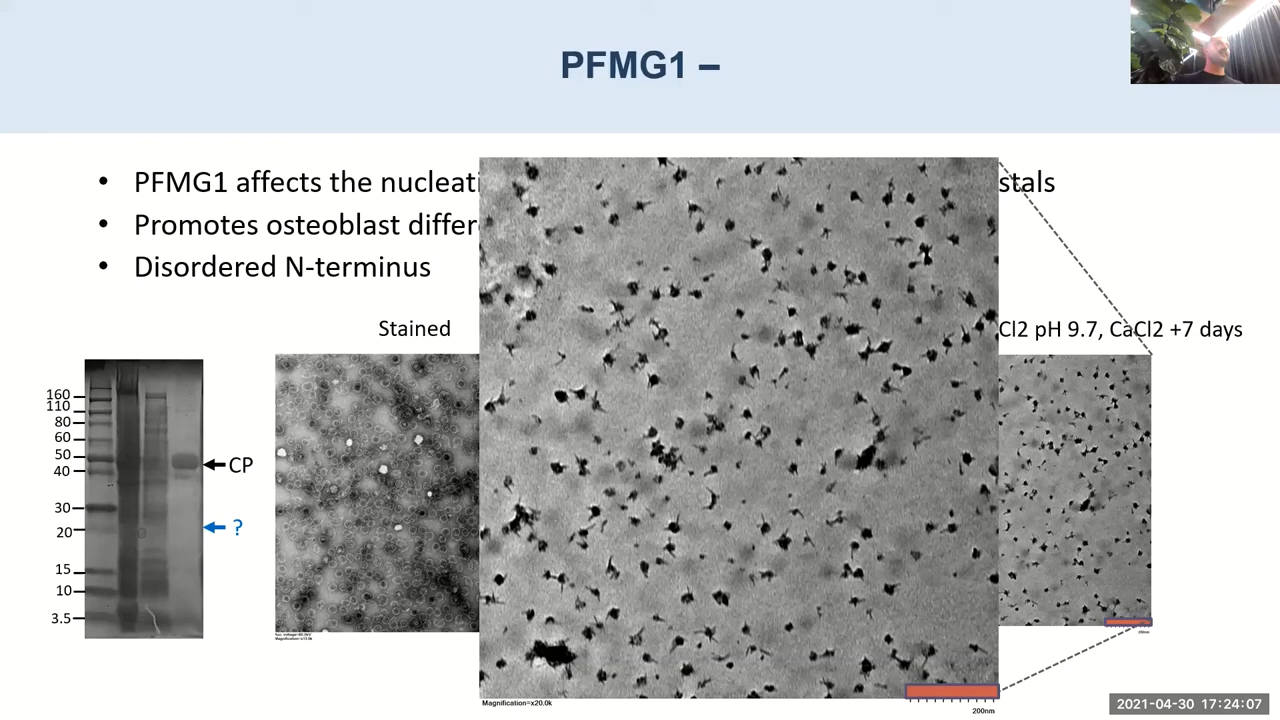 PFMG1 –
• PFMG1 affects the nucleati stals
• Promotes osteoblast differ
• Disordered N-terminus
Stained
Cl2 pH 9.7, CaCl2 +7 days
160
110
80
60
50
40
30
20
15
10
3.5
CP
?
Magnification=x20.0k
200nm
2021-04-30 17:24:07